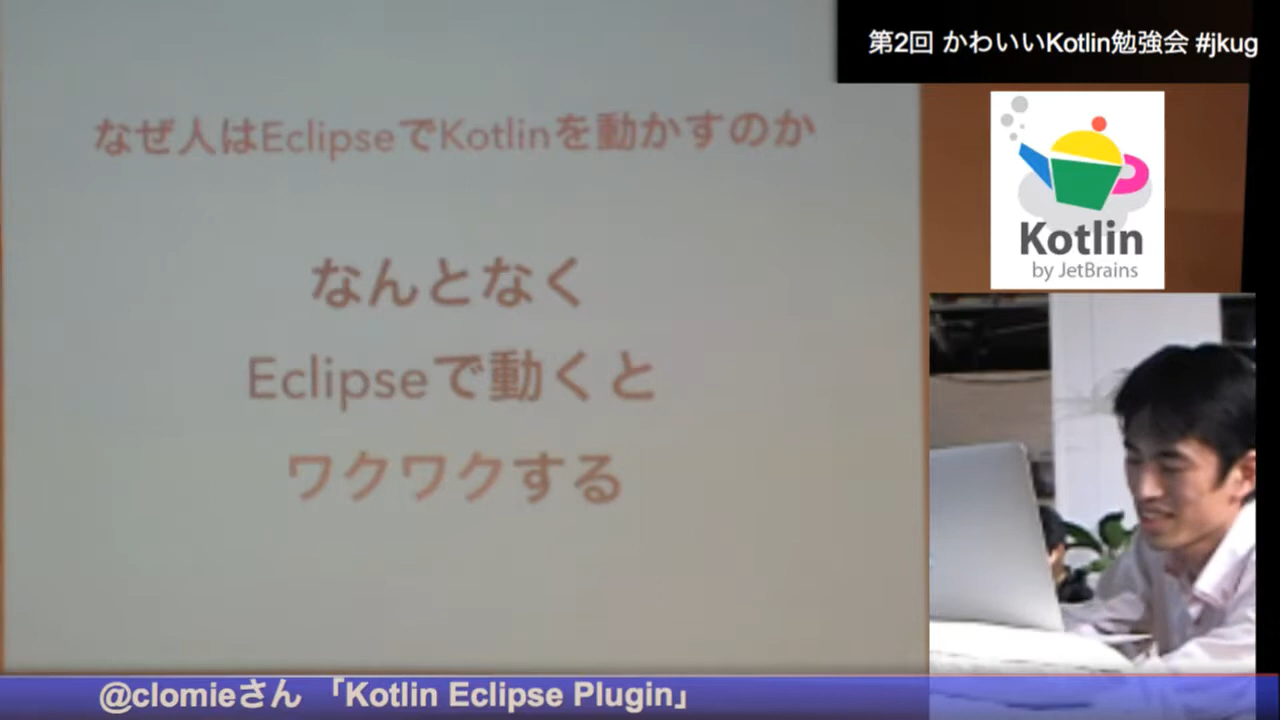 第2回 かわいいKotlin勉強会 #jkug
なぜ人はEclipseでKotlinを動かすのか
なんとなく
Eclipseで動くと
ワクワクする
Kotlin
by JetBrains
@clomieさん 「Kotlin Eclipse Plugin」